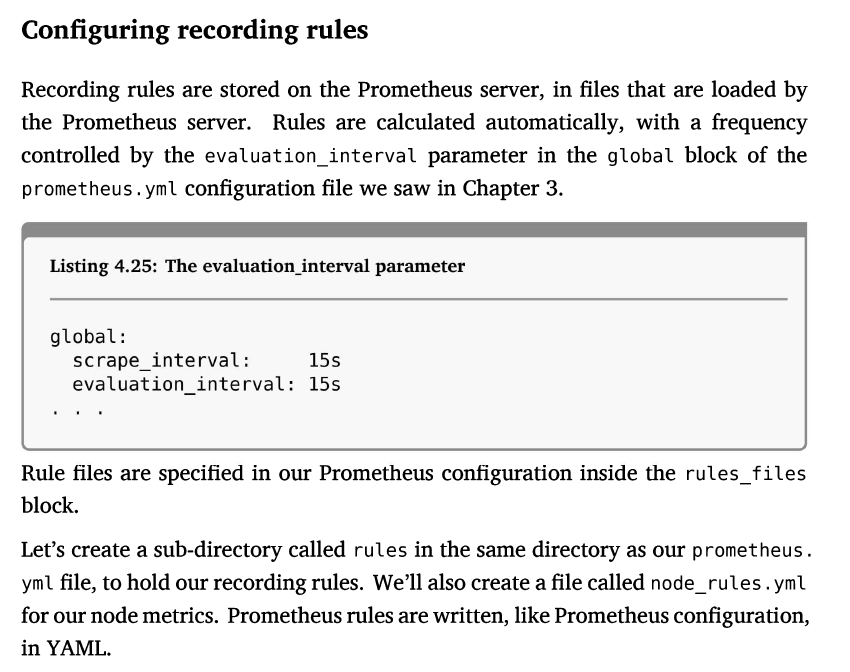 Configuring recording rules
Recording rules are stored on the Prometheus server, in files that are loaded by
the Prometheus server. Rules are calculated automatically, with a frequency
controlled by the evaluation_interval parameter in the global block of the
prometheus.yml configuration file we saw in Chapter 3.
Listing 4.25: The evaluation_interval parameter
global:
  scrape_interval:     15s
  evaluation_interval: 15s
. . .
Rule files are specified in our Prometheus configuration inside the rules_files
block.
Let’s create a sub-directory called rules in the same directory as our prometheus.
yml file, to hold our recording rules. We’ll also create a file called node_rules.yml
for our node metrics. Prometheus rules are written, like Prometheus configuration,
in YAML.